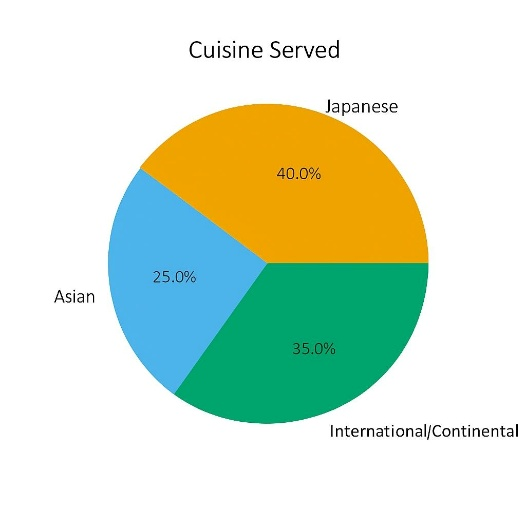 Cuisine Served
Japanese
40.0%
Asian
25.0%
35.0%
International/Continental